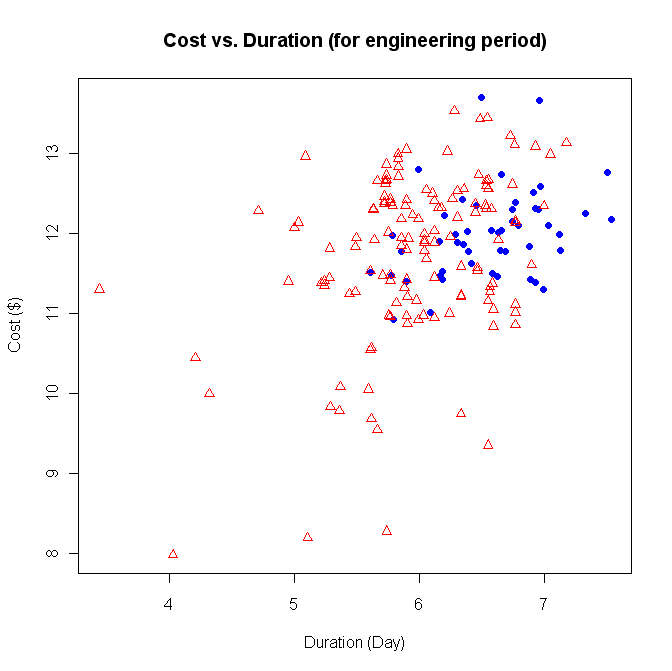 Cost vs. Duration (for engineering period)
13
12
11
10
9
8
Cost ($)
4 5 6 7
Duration (Day)